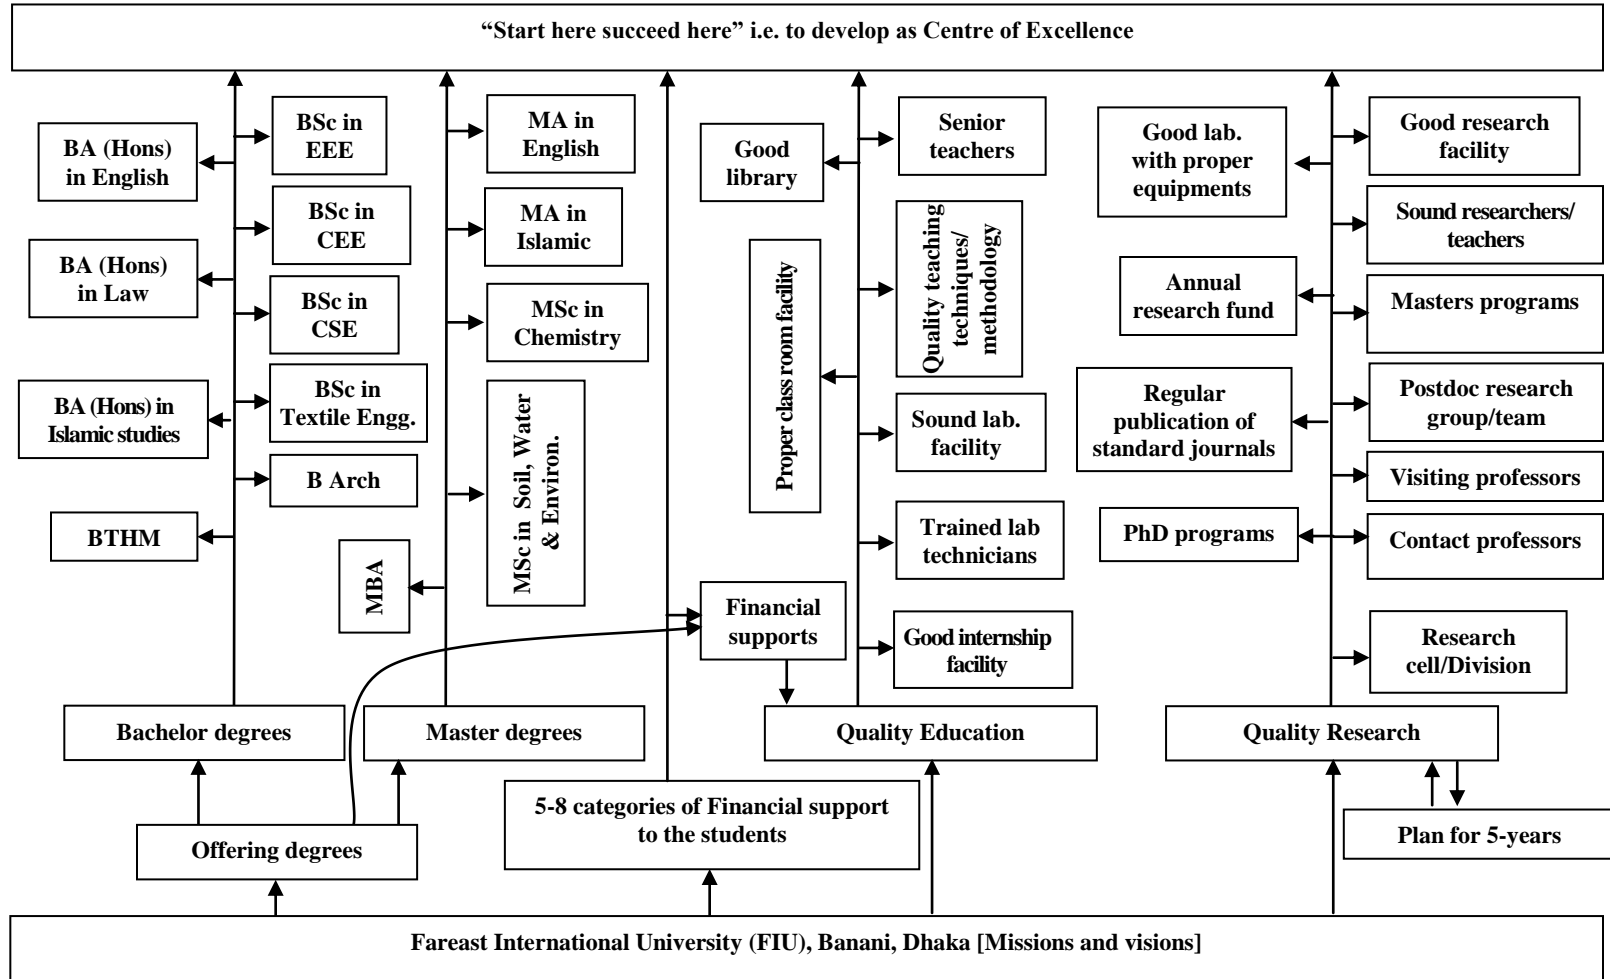 “Start here succeed here” i.e. to develop as Centre of Excellence
BA (Hons)
in English
BA (Hons)
in Law
BA (Hons) in
Islamic studies
BTHM
BSc in
EEE
BSc in
CEE
BSc in
CSE
BSc in
Textile Engg.
B Arch
MA in
English
MA in
Islamic
MSc in
Chemistry
MSc in Soil, Water
& Environ.
MBA
Good
library
Proper class room facility
Financial
supports
Senior
teachers
Quality teaching
techniques/
methodology
Sound lab.
facility
Trained lab
technicians
Good internship
facility
Good lab.
with proper
equipments
Annual
research fund
Regular
publication of
standard journals
PhD programs
Good research
facility
Sound researchers/
teachers
Masters programs
Postdoc research
group/team
Visiting professors
Contact professors
Research
cell/Division
Bachelor degrees
Master degrees
Quality Education
Quality Research
Offering degrees
5-8 categories of Financial support
to the students
Plan for 5-years
Fareast International University (FIU), Banani, Dhaka [Missions and visions]